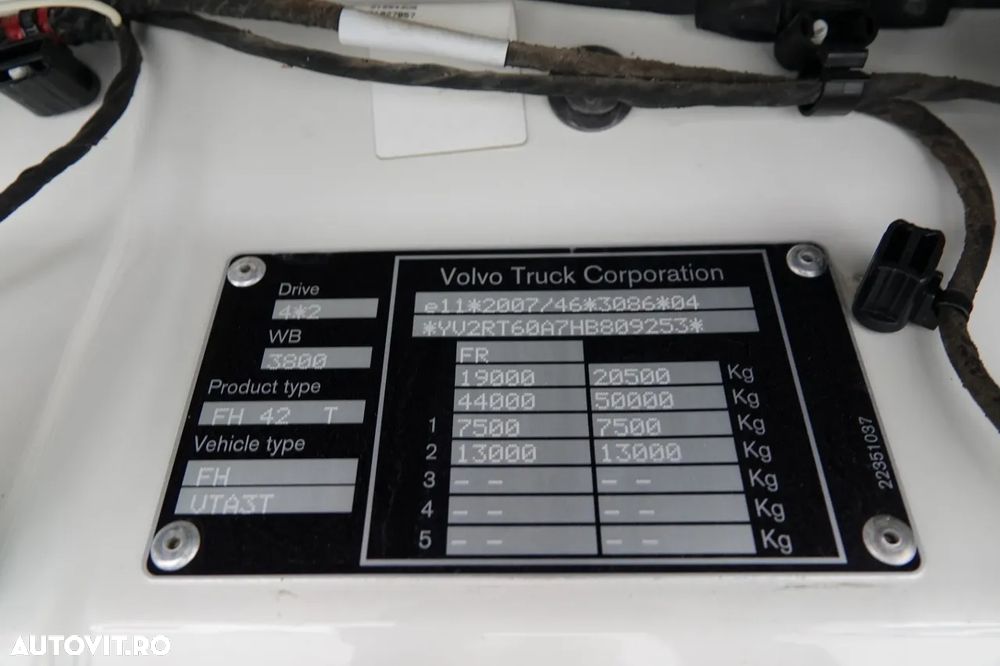 Volvo Truck Corporation
e11*2007/46*3086*04
*YV2RT60A7HB809253*
Drive
4*2
WB
3800
Product type
FH 42 T
Vehicle type
FH
VTA3T
FR
19000 20500 Kg
44000 50000 Kg
1 7500 7500 Kg
2 13000 13000 Kg
3 - - - - Kg
4 - - - - Kg
5 - - - - Kg
22351037
AUTOVIT.RO